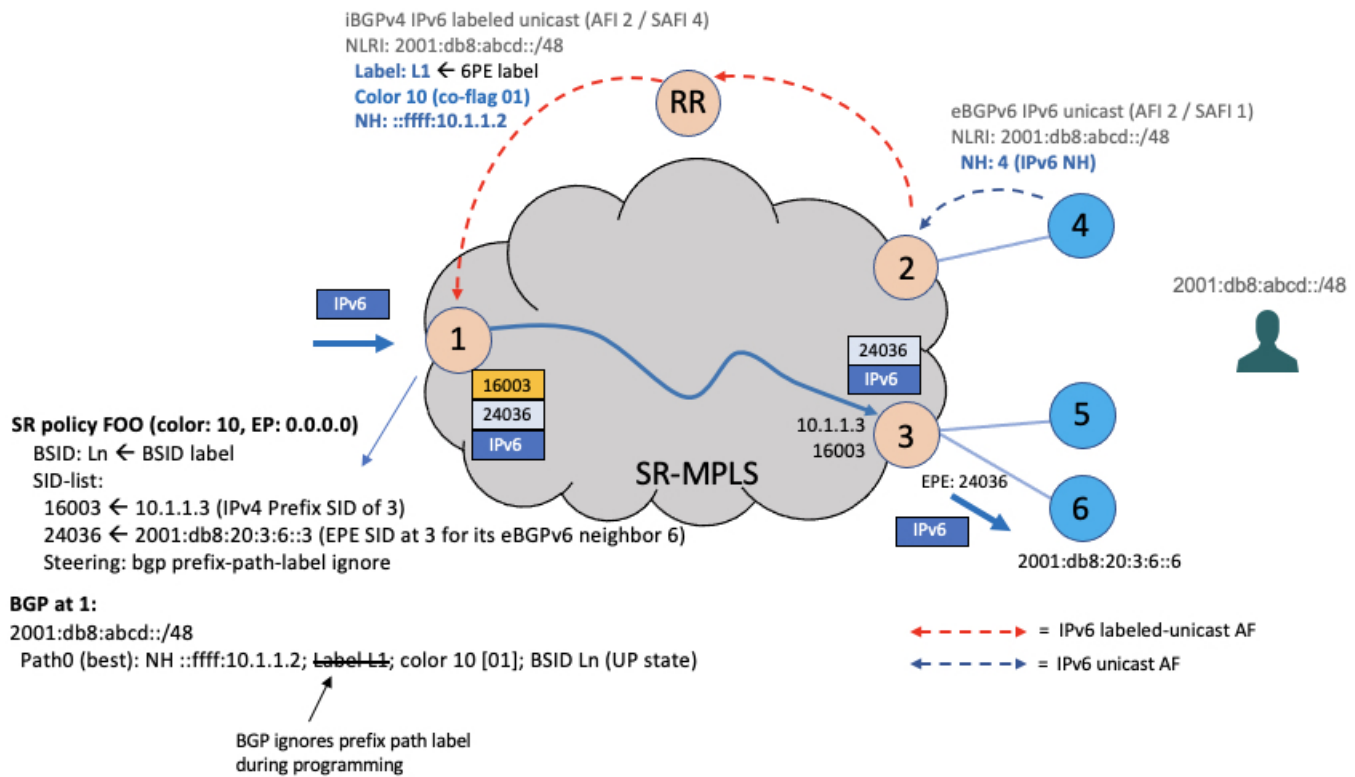 iBGPv4 IPv6 labeled unicast (AFI 2 / SAFI 4)
NLRI: 2001:db8:abcd::/48
Label: L1 ← 6PE label
Color 10 (co-flag 01)
NH: ::ffff:10.1.1.2
RR
eBGPv6 IPv6 unicast (AFI 2 / SAFI 1)
NLRI: 2001:db8:abcd::/48
NH: 4 (IPv6 NH)
4
2
2001:db8:abcd::/48
IPv6
1
16003
24036
IPv6
24036
IPv6
10.1.1.3
16003
3
5
6
SR-MPLS
EPE: 24036
IPv6
2001:db8:20:3:6::6
SR policy FOO (color: 10, EP: 0.0.0.0)
BSID: Ln ← BSID label
SID-list:
16003 ← 10.1.1.3 (IPv4 Prefix SID of 3)
24036 ← 2001:db8:20:3:6::3 (EPE SID at 3 for its eBGPv6 neighbor 6)
Steering: bgp prefix-path-label ignore
BGP at 1:
2001:db8:abcd::/48
Path0 (best): NH ::ffff:10.1.1.2; Label L1; color 10 [01]; BSID Ln (UP state)
BGP ignores prefix path label
during programming
= IPv6 labeled-unicast AF
= IPv6 unicast AF